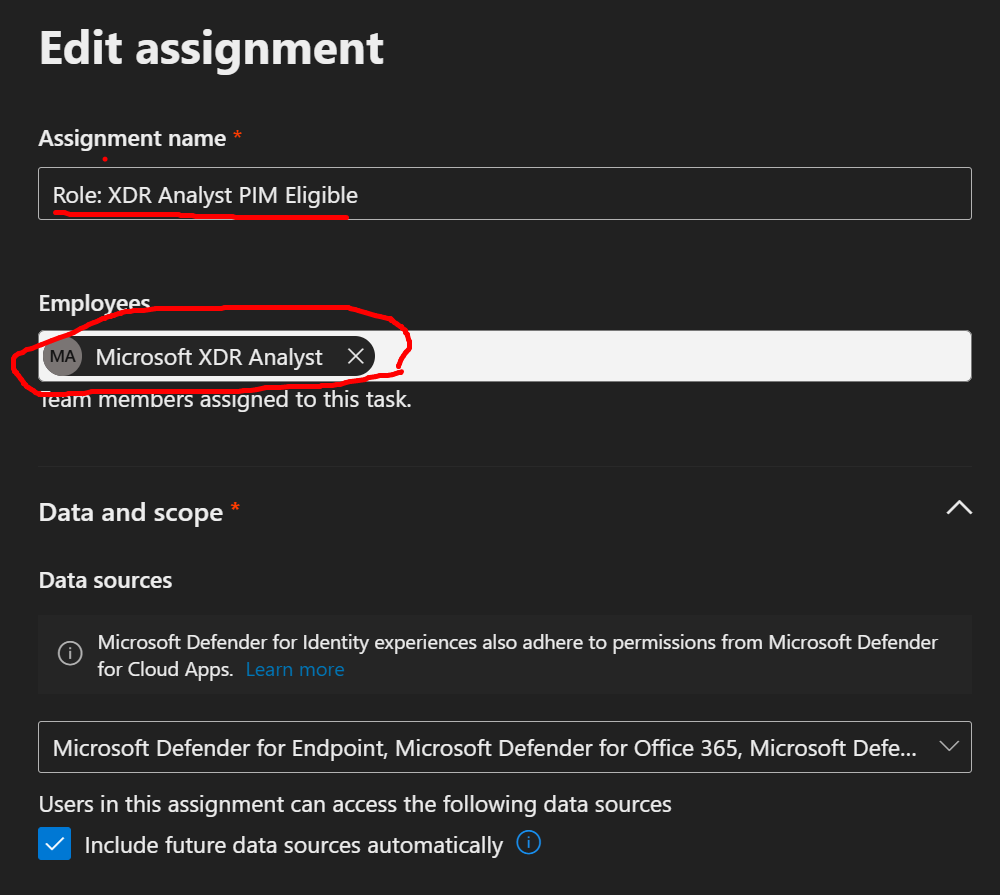 Edit assignment
Assignment name *
Role: XDR Analyst PIM Eligible
Employees
MA Microsoft XDR Analyst
Team members assigned to this task.
Data and scope *
Data sources
Microsoft Defender for Identity experiences also adhere to permissions from Microsoft Defender
for Cloud Apps. Learn more
Microsoft Defender for Endpoint, Microsoft Defender for Office 365, Microsoft Defe...
Users in this assignment can access the following data sources
Include future data sources automatically